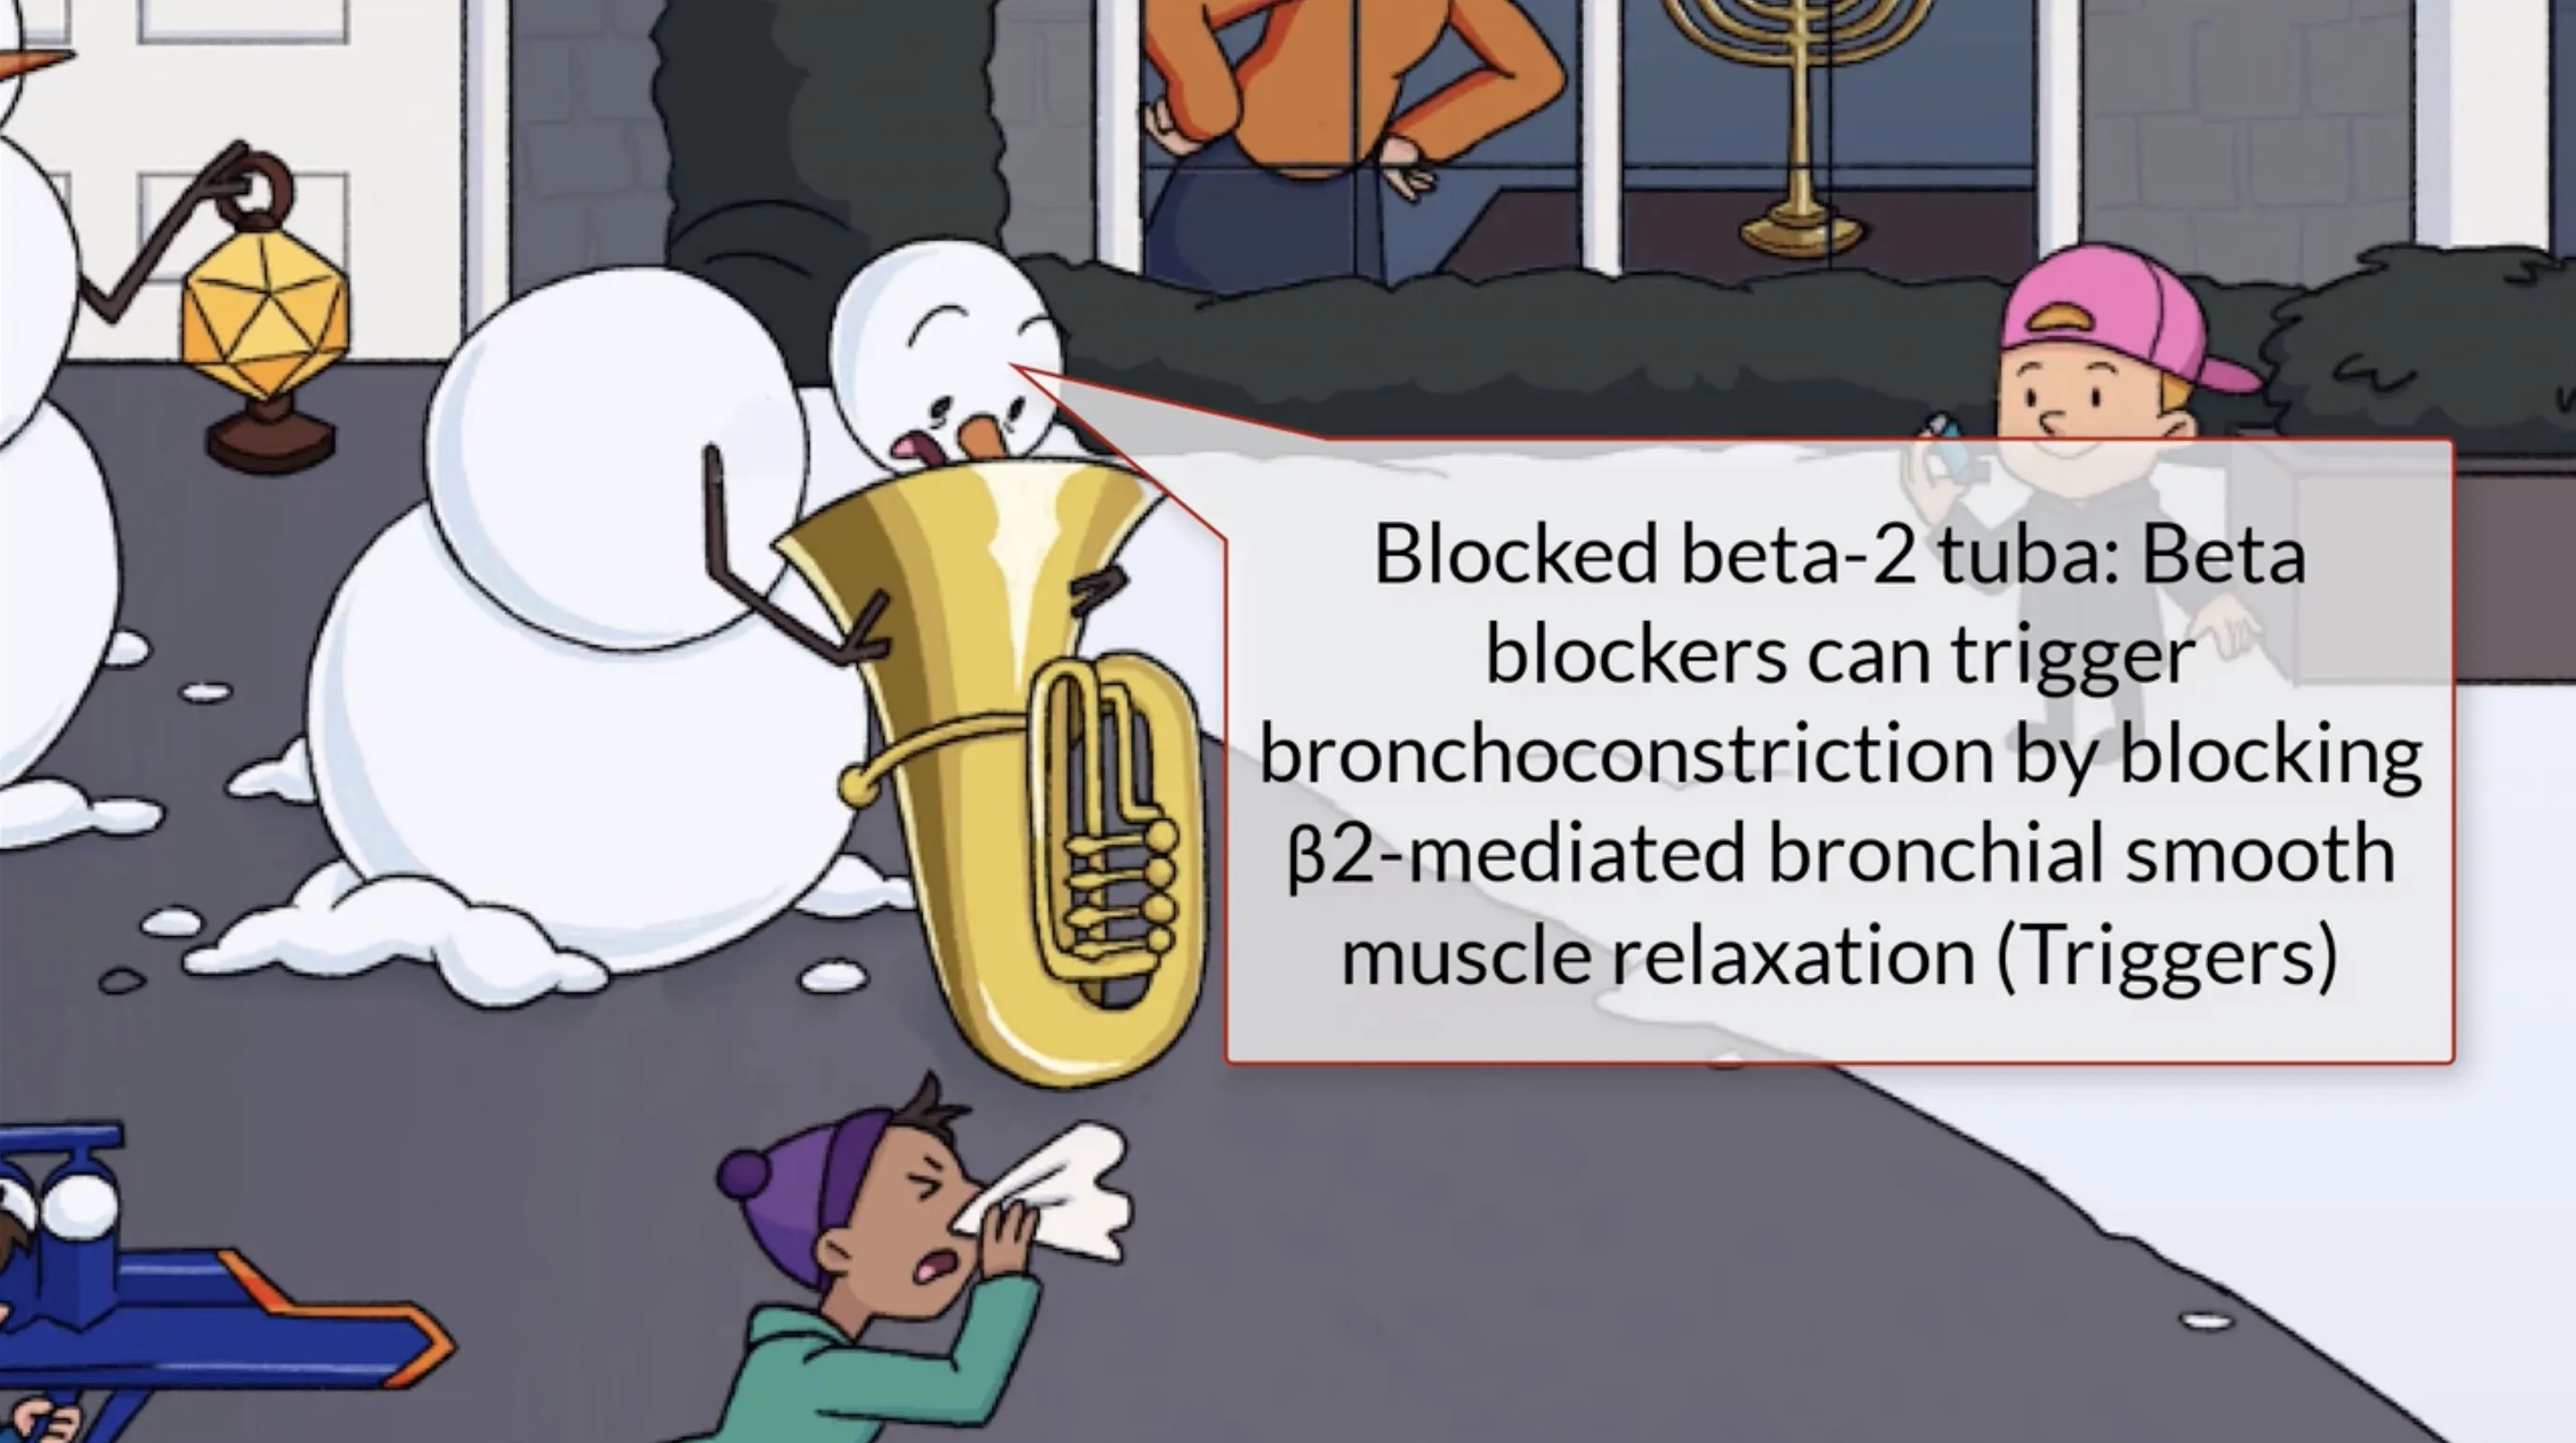 Blocked beta-2 tuba: Beta
blockers can trigger
bronchoconstriction by blocking
β2-mediated bronchial smooth
muscle relaxation (Triggers)